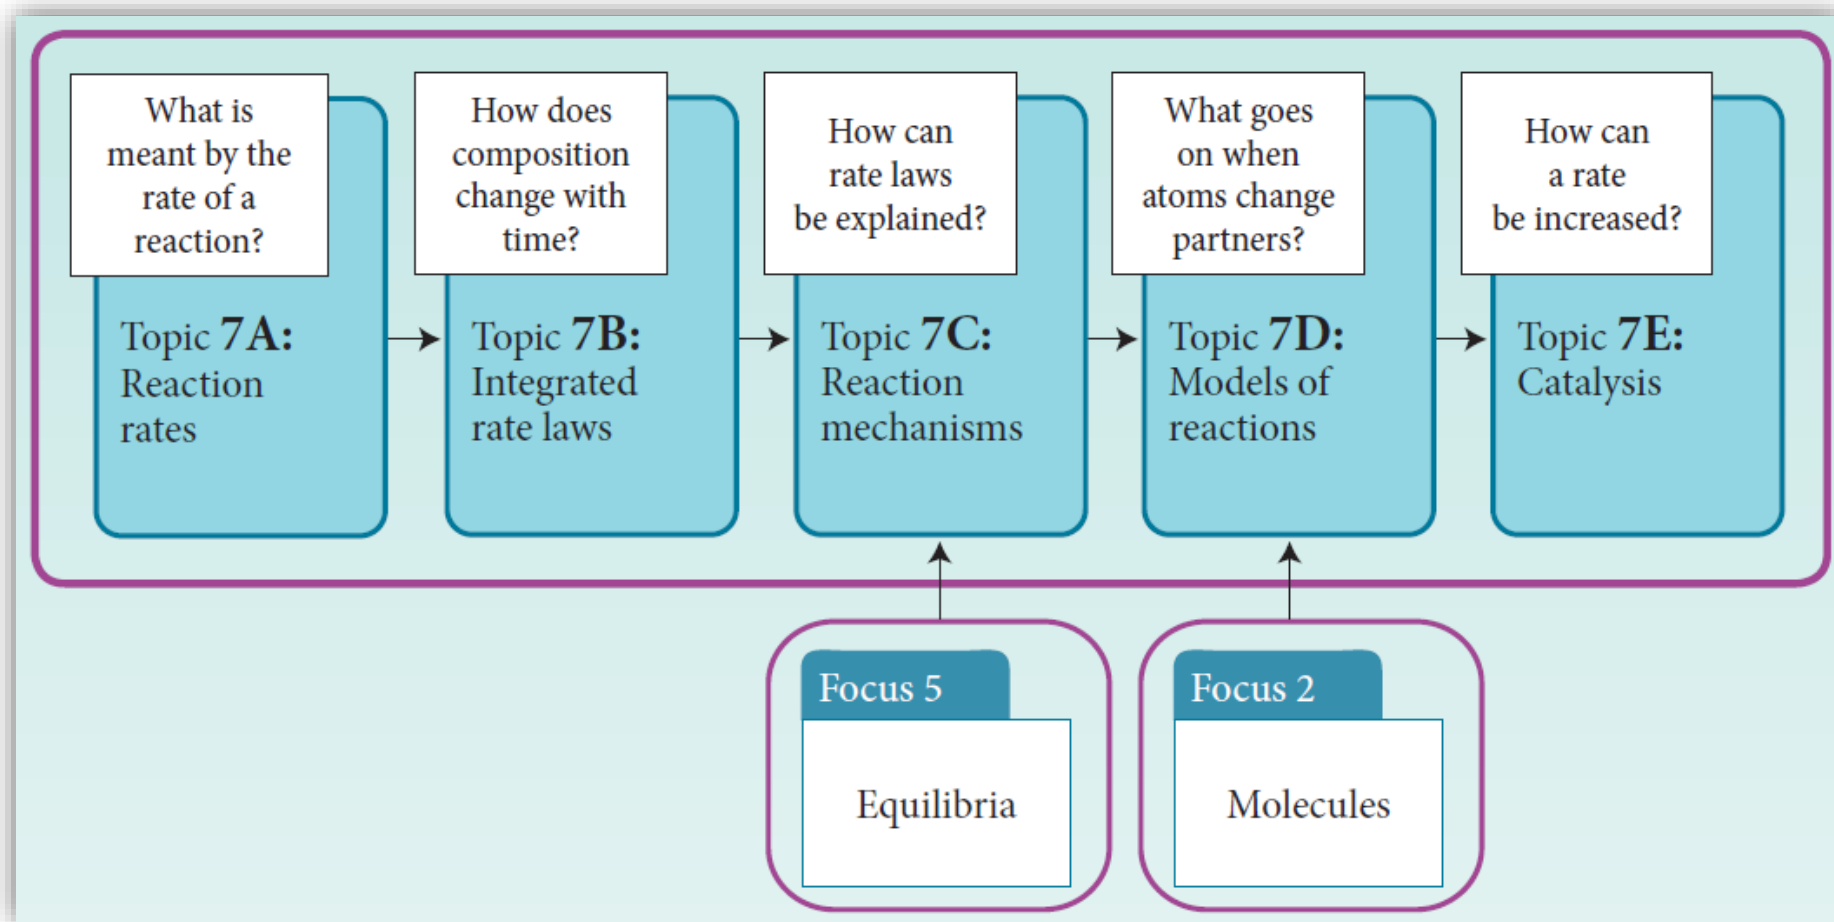 What is
meant by the
rate of a
reaction?
Topic 7A:
Reaction
rates
How does
composition
change with
time?
Topic 7B:
Integrated
rate laws
How can
rate laws
be explained?
Topic 7C:
Reaction
mechanisms
What goes
on when
atoms change
partners?
Topic 7D:
Models of
reactions
How can
a rate
be increased?
Topic 7E:
Catalysis
Focus 5
Equilibria
Focus 2
Molecules